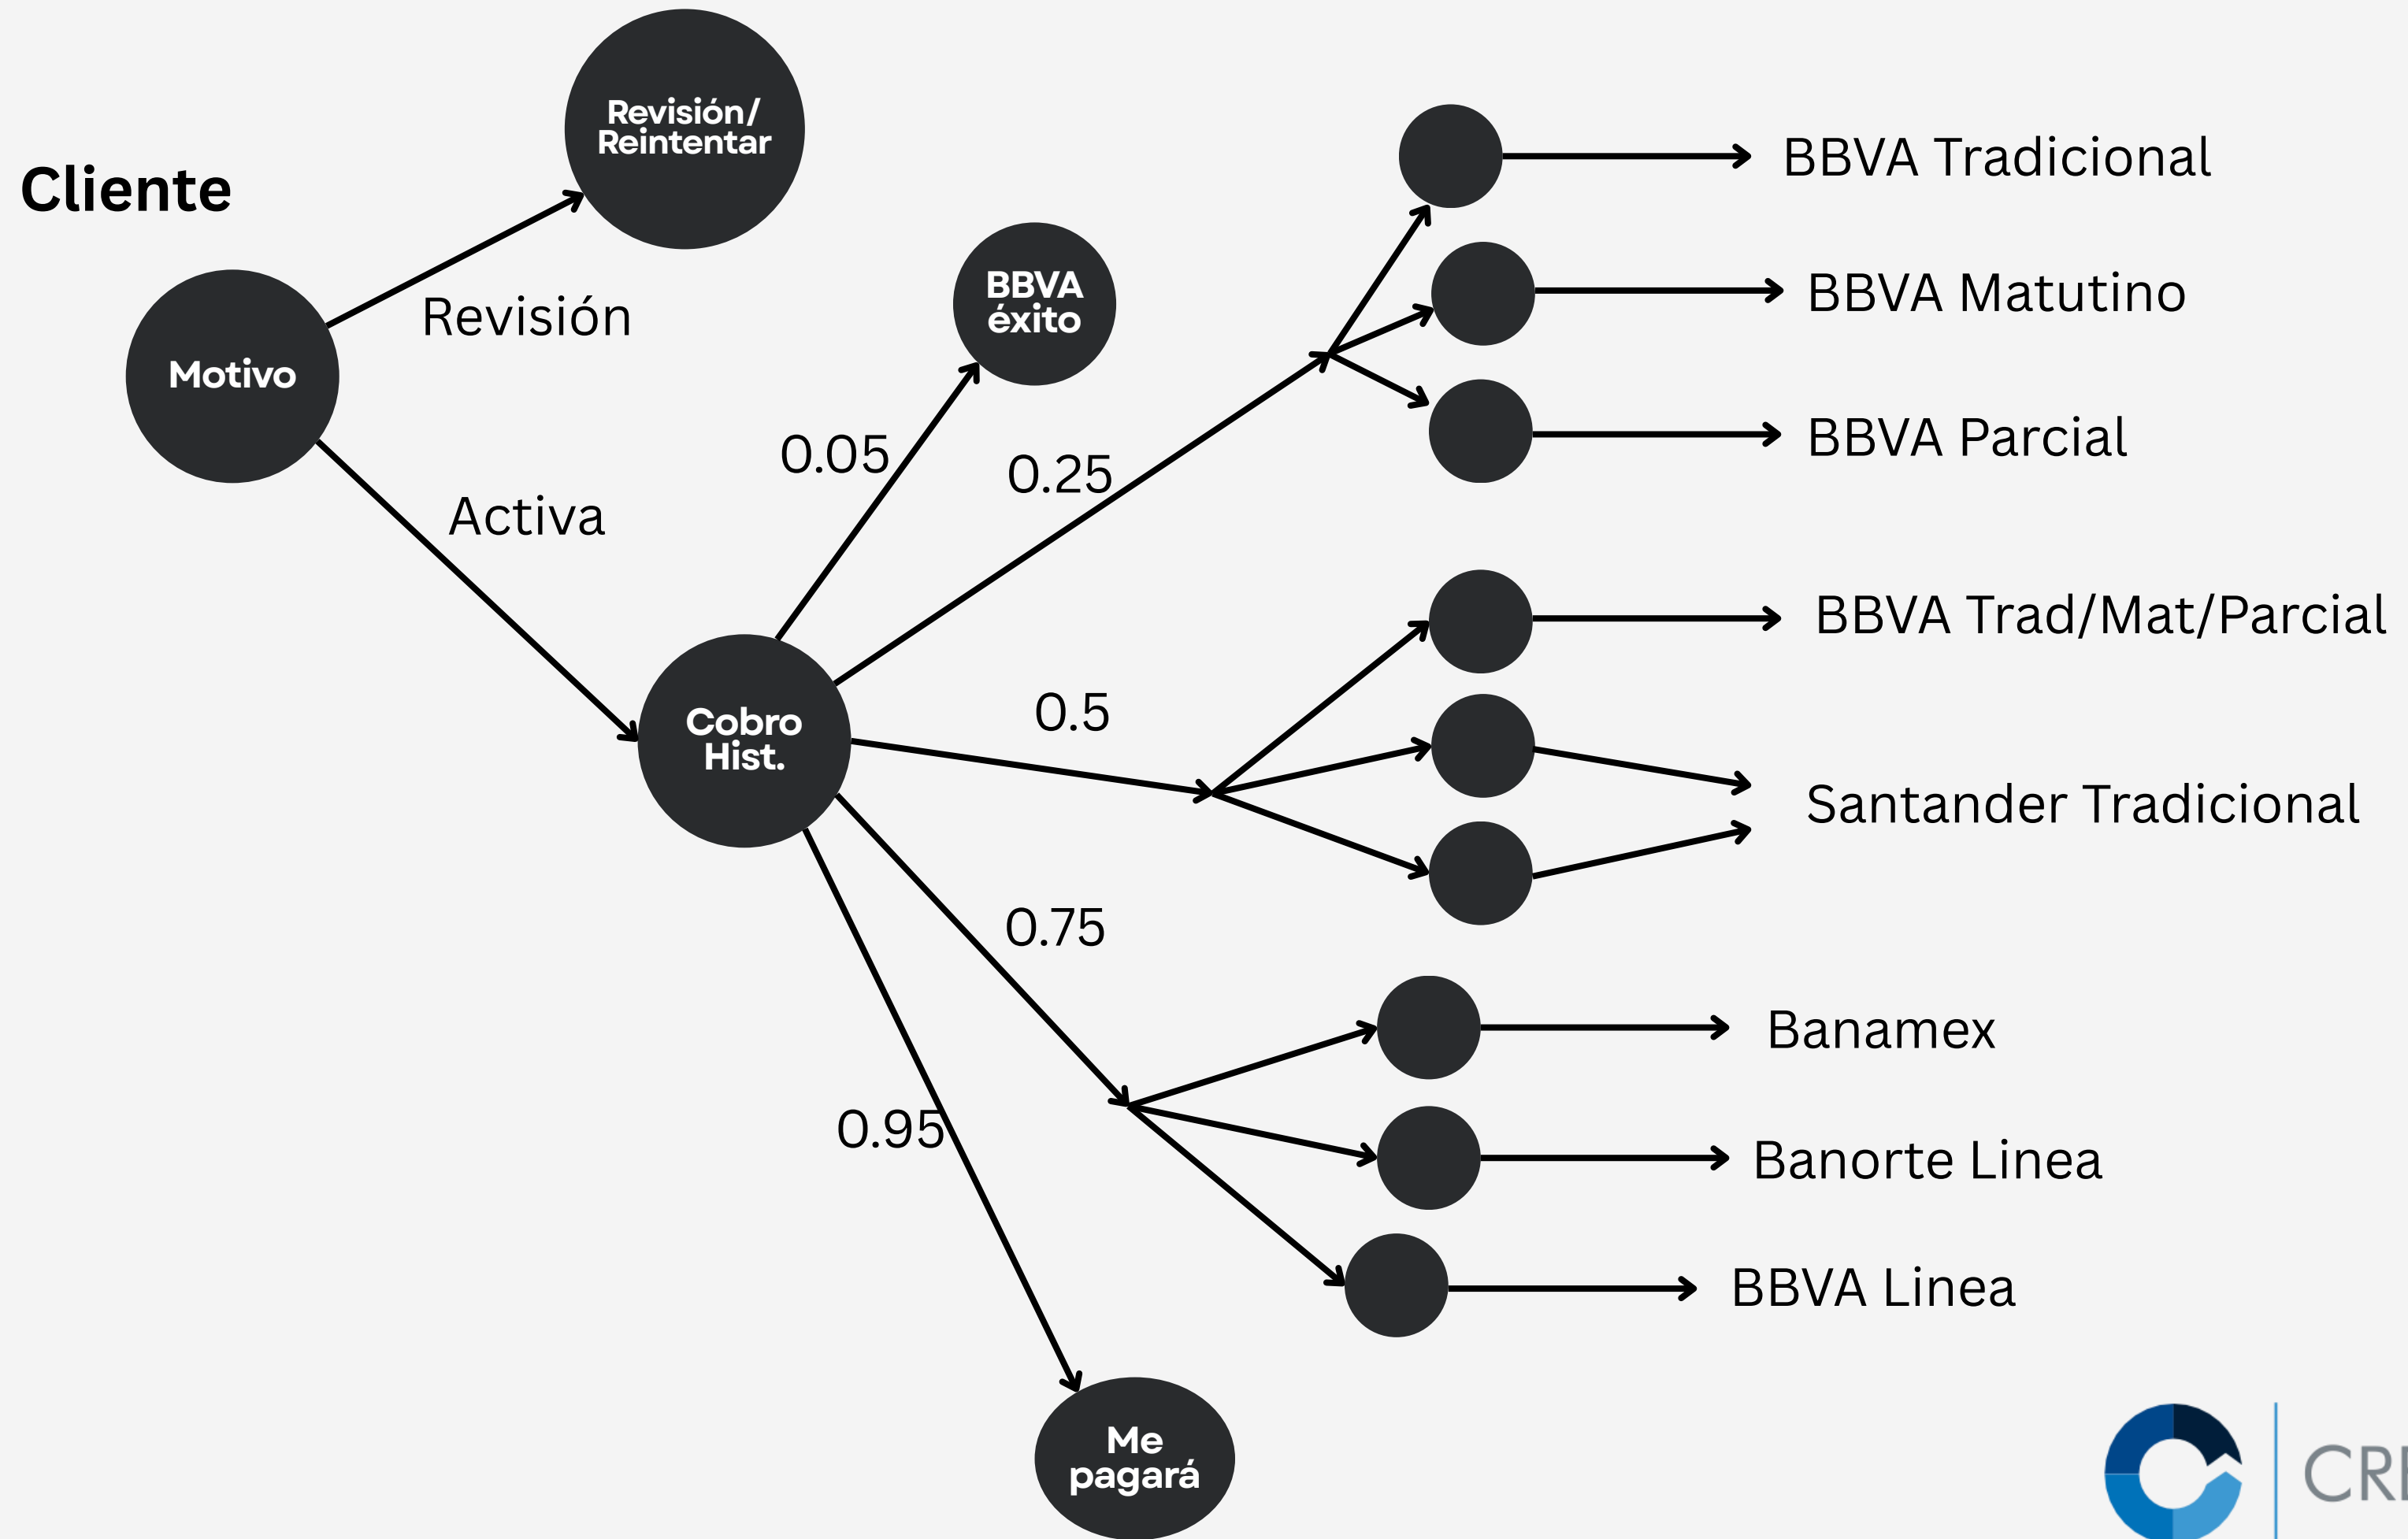 Cliente
Revisión/
Reintentar
Motivo
Revisión
Activa
BBVA
éxito
0.05
0.25
Cobro
Hist.
0.5
0.75
0.95
Me
pagará
BBVA Tradicional
BBVA Matutino
BBVA Parcial
BBVA Trad/Mat/Parcial
Santander Tradicional
Banamex
Banorte Linea
BBVA Linea